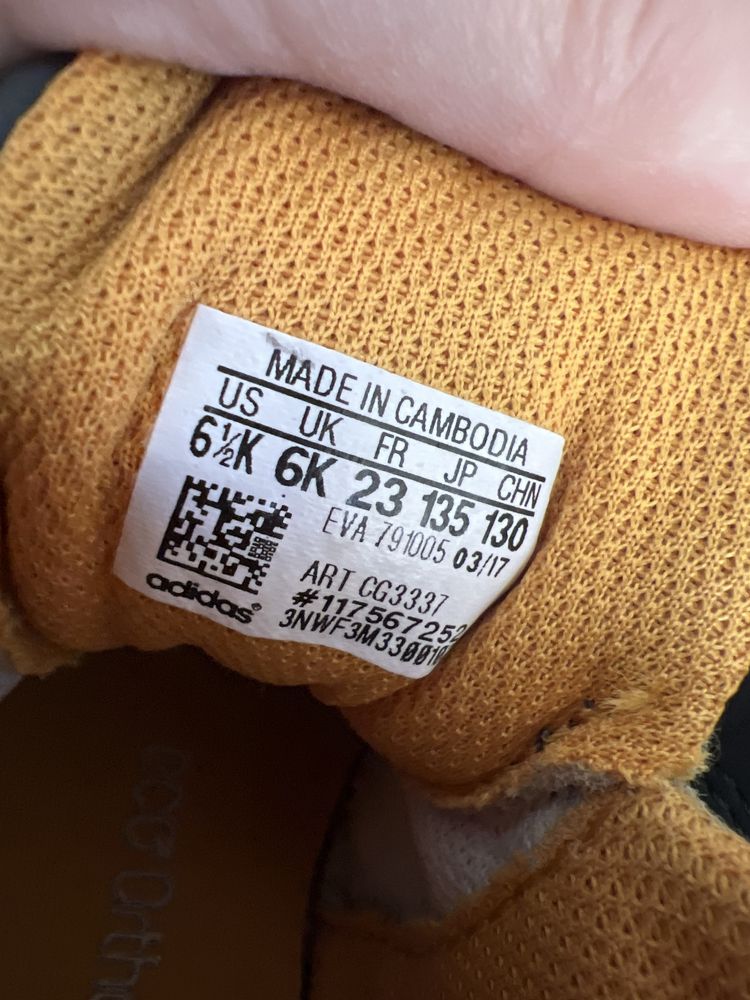 MADE IN CAMBODIA
US UK FR JP CHN
6½K 6K 23 135 130
EVA 791005 03/17
ART CG3337
#117567252
adidas®